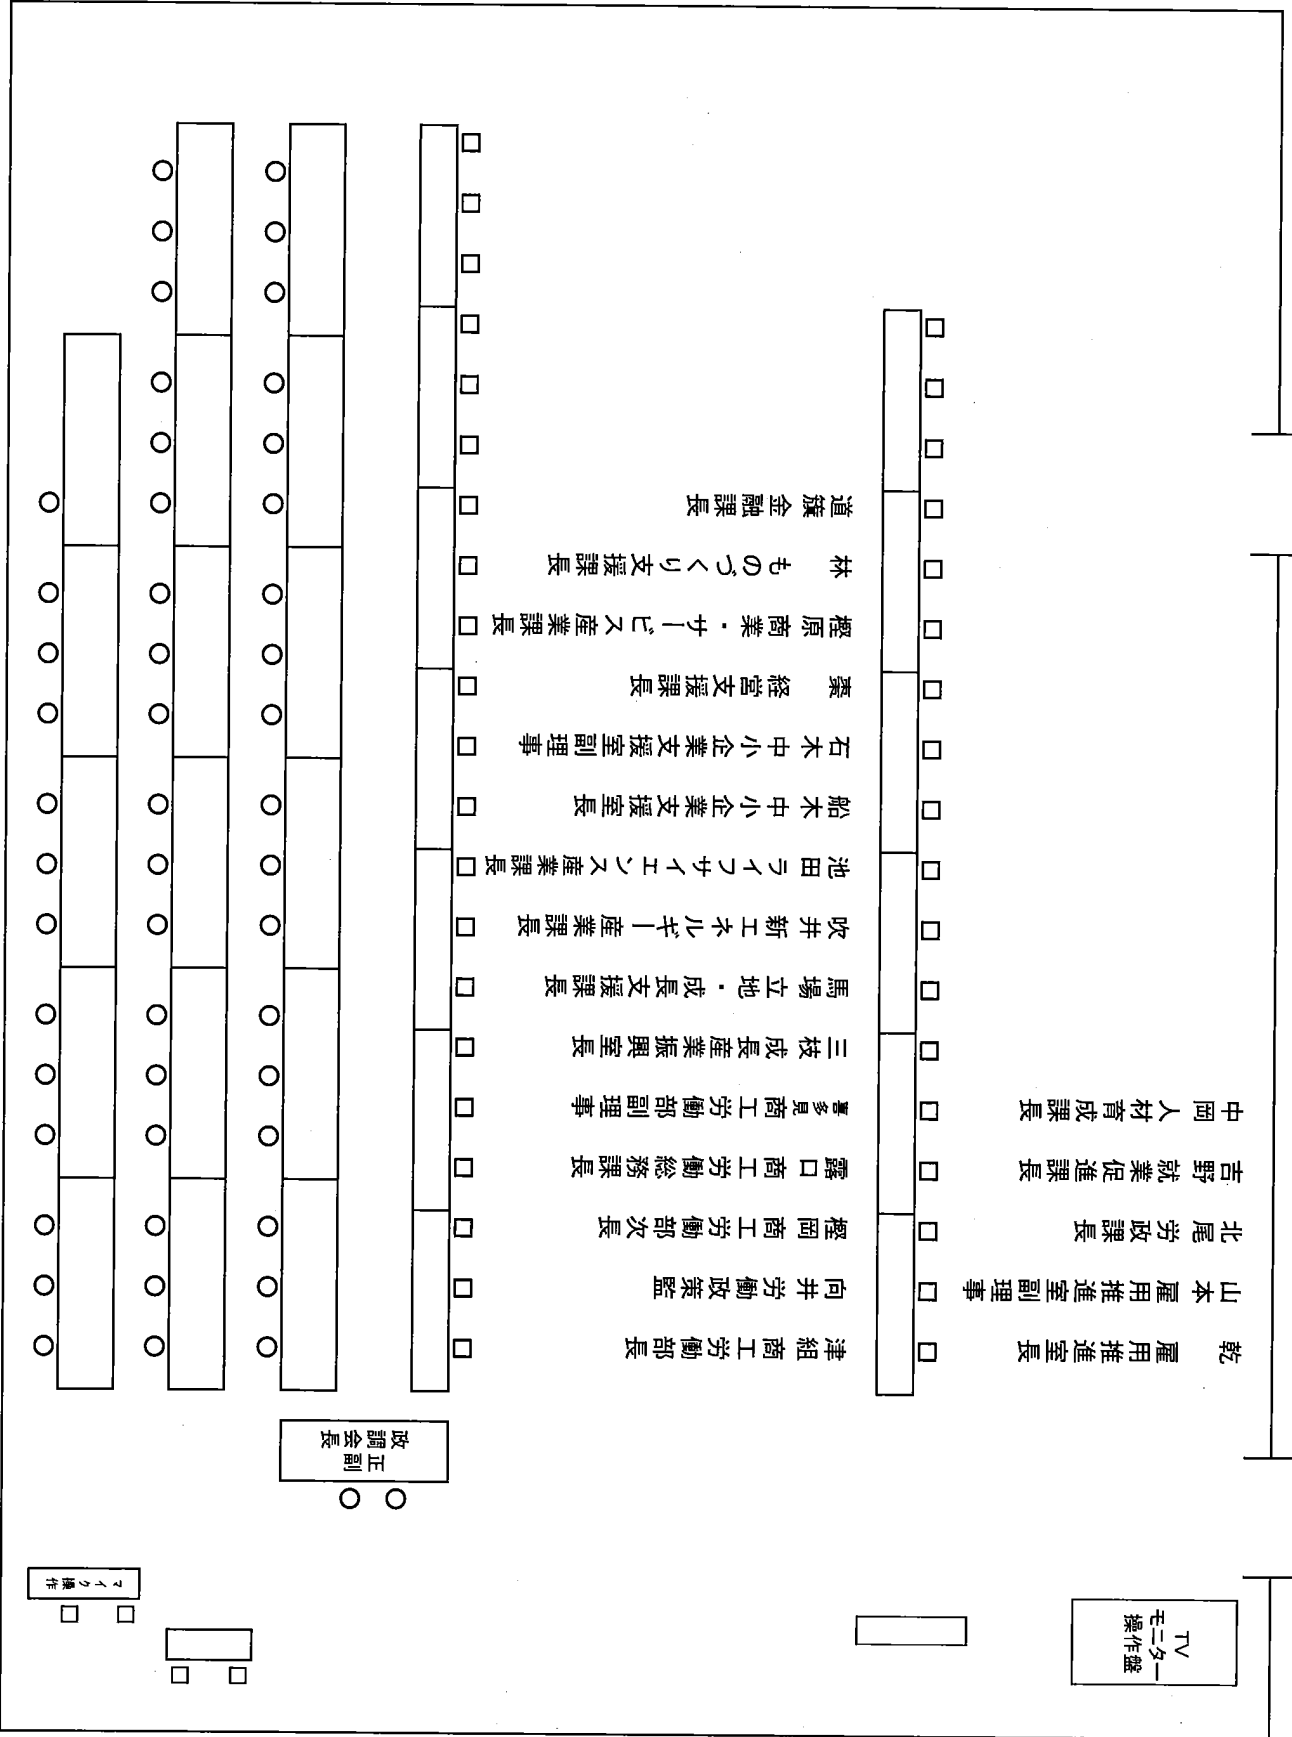 道籏 金融課長
林 ものづくり支援課長
樫原 商業・サービス産業課長
棗 経営支援課長
石木 中小企業支援室副理事
船木 中小企業支援室長
池田 ライフサイエンス産業課長
吹井 新エネルギー産業課長
馬場 立地・成長支援課長
三枝 成長産業振興室長
喜多見 商工労働部副理事
露口 商工労働総務課長
樫岡 商工労働部次長
向井 労働政策監
津組 商工労働部長
中岡 人材育成課長
吉野 就業促進課長
北尾 労政課長
山本 雇用推進室副理事
乾 雇用推進室長
正副
政調会長
マイク操作
TV
モニター
操作盤